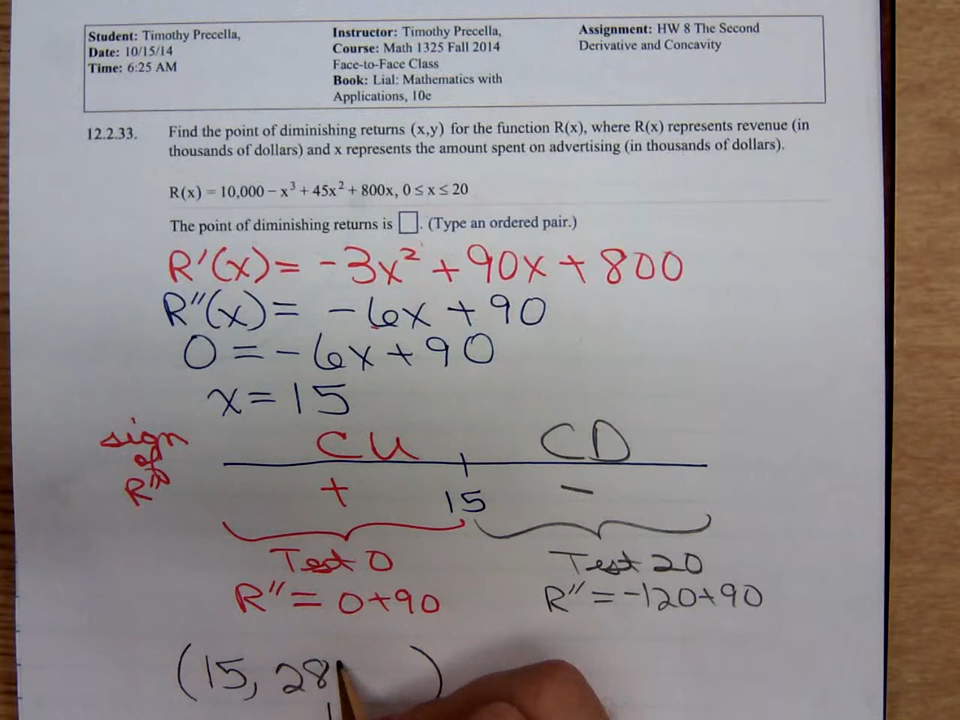 Student: Timothy Precella,
Date: 10/15/14
Time: 6:25 AM
Instructor: Timothy Precella,
Course: Math 1325 Fall 2014
Face-to-Face Class
Book: Lial: Mathematics with
Applications, 10e
Assignment: HW 8 The Second
Derivative and Concavity
12.2.33. Find the point of diminishing returns (x,y) for the function R(x), where R(x) represents revenue (in
thousands of dollars) and x represents the amount spent on advertising (in thousands of dollars).
R(x) = 10,000 − x³ + 45x² + 800x, 0 ≤ x ≤ 20
The point of diminishing returns is □. (Type an ordered pair.)
R'(x) = -3x² + 90x + 800
R''(x) = -6x + 90
0 = -6x + 90
x = 15
sign of R''
CU CD
+ 15 −
Test 0 Test 20
R'' = 0+90 R'' = -120+90
(15, 28 )